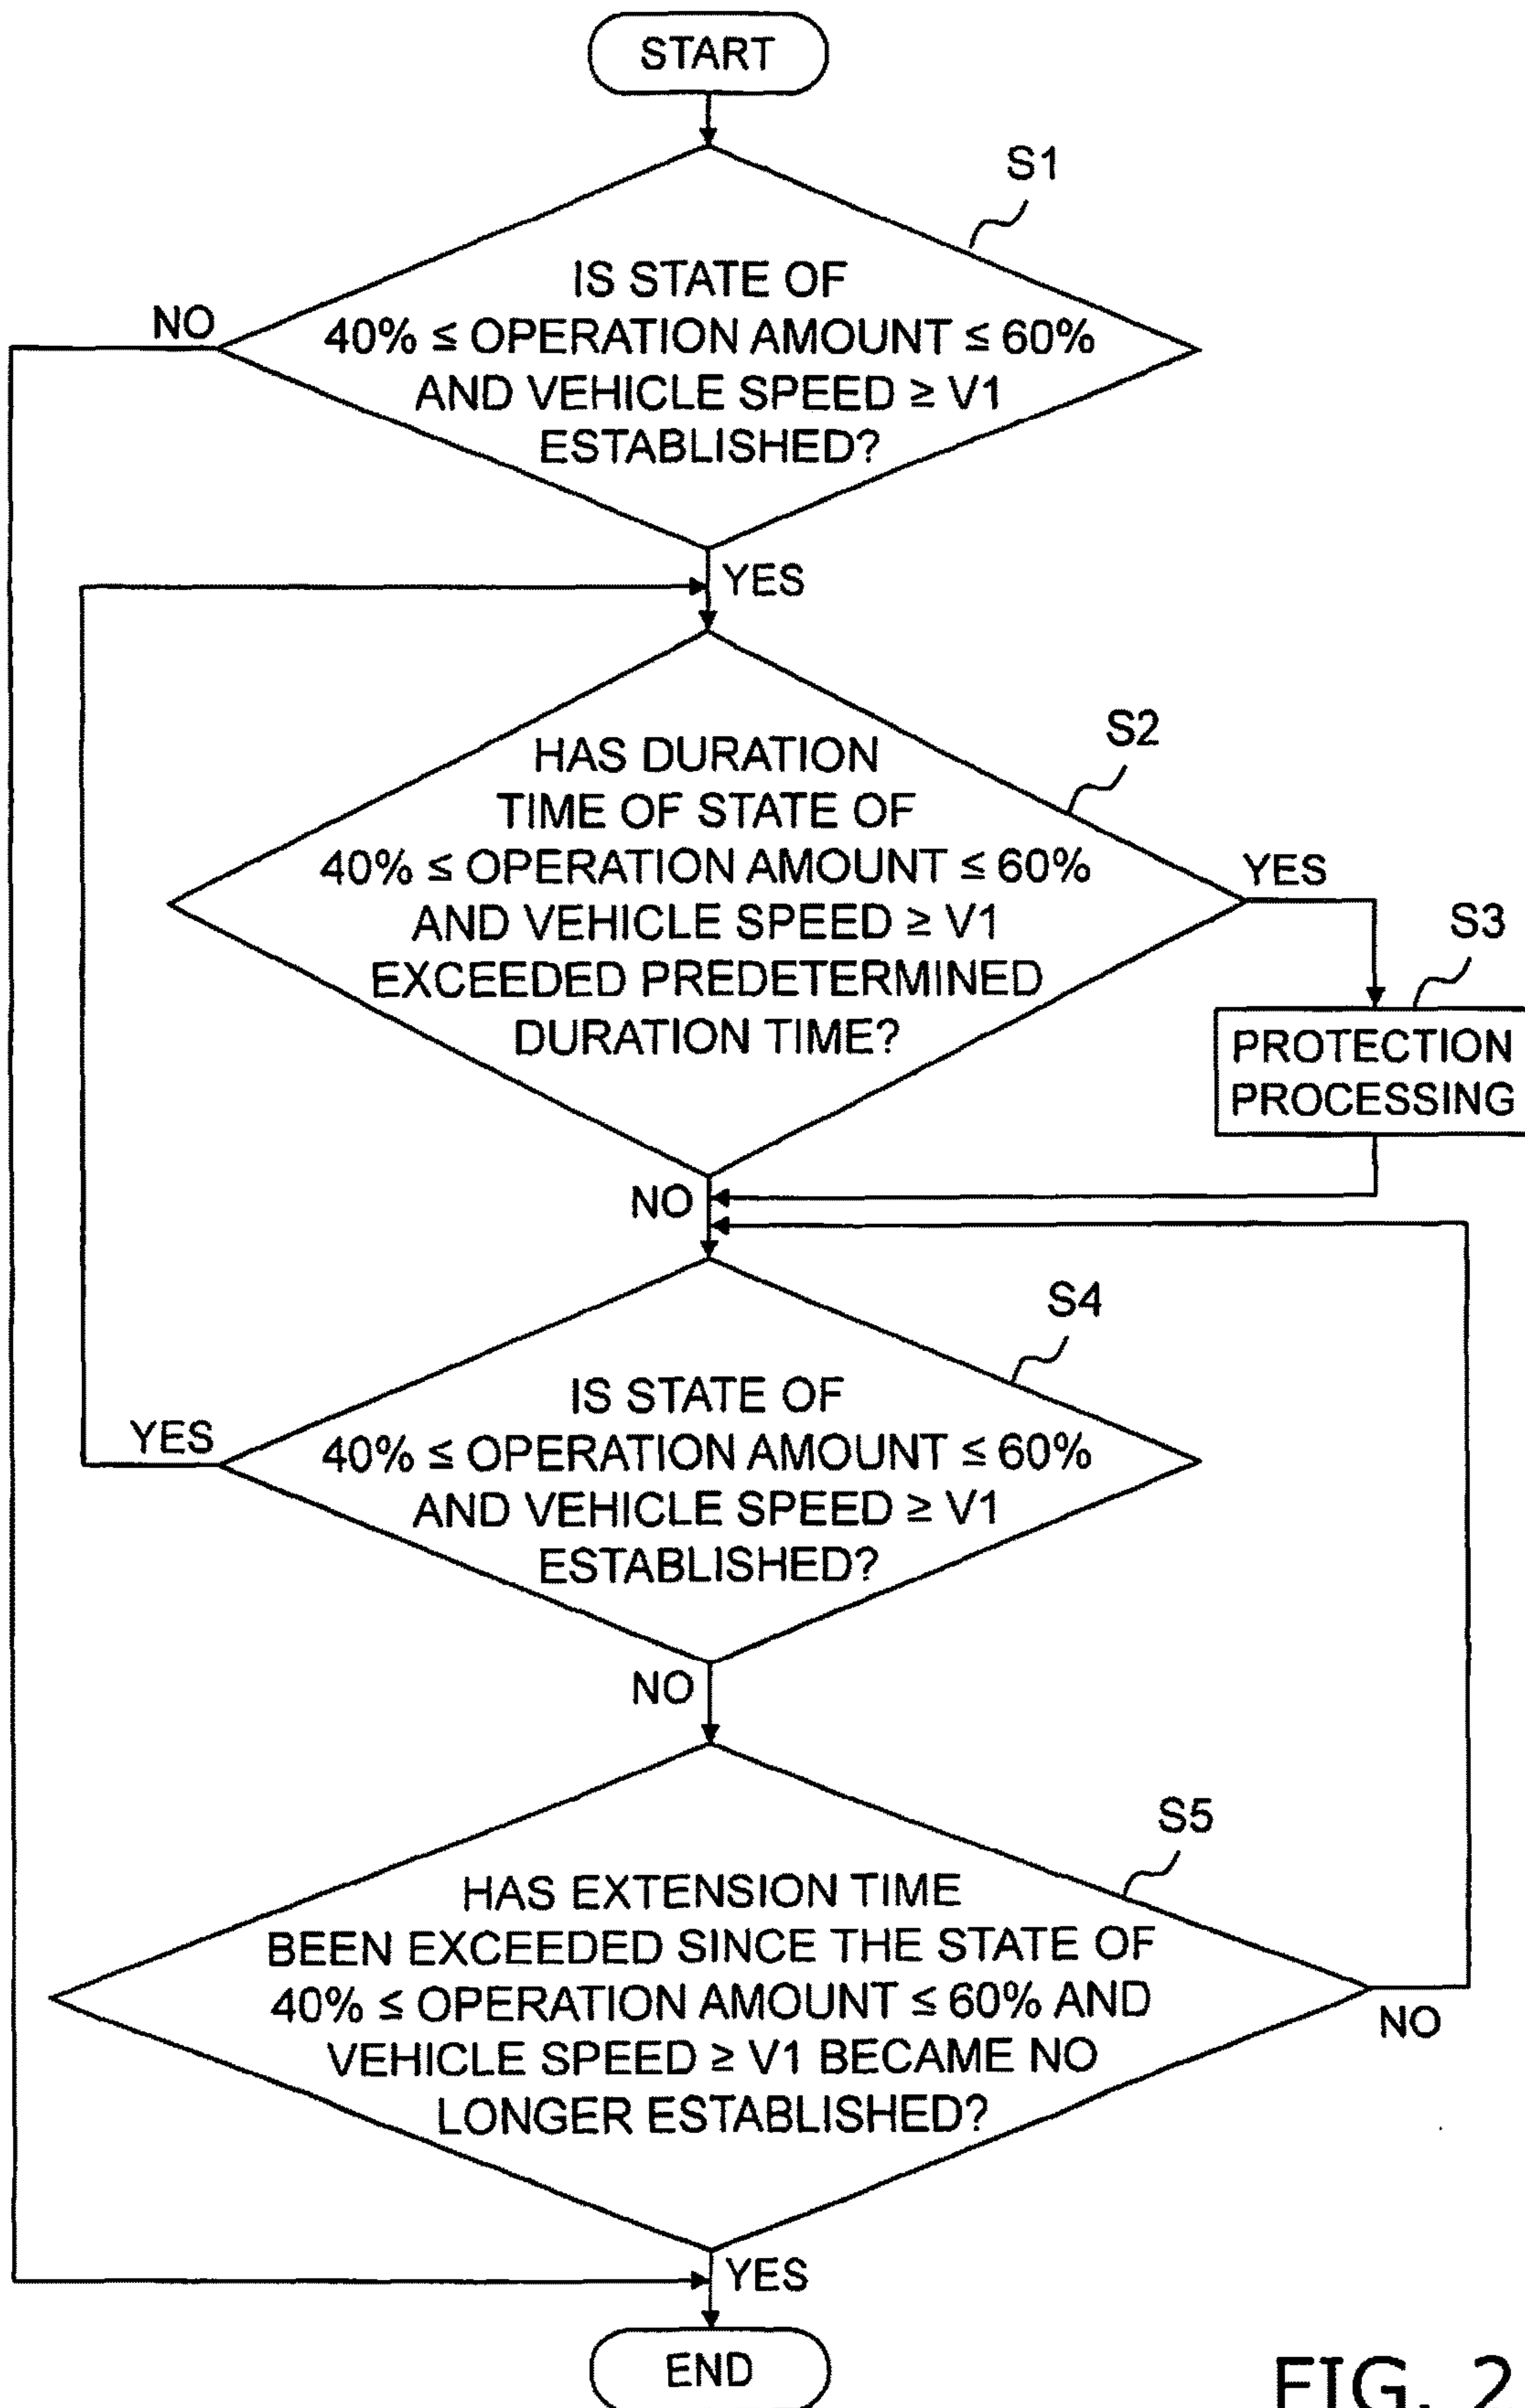 START
S1
IS STATE OF
NO
40% ≤ OPERATION AMOUNT ≤ 60%
AND VEHICLE SPEED ≥ V1
ESTABLISHED?
YES
S2
HAS DURATION
TIME OF STATE OF
40% ≤ OPERATION AMOUNT ≤ 60%
YES
AND VEHICLE SPEED ≥ V1
EXCEEDED PREDETERMINED
DURATION TIME?
S3
PROTECTION
PROCESSING
NO
S4
IS STATE OF
YES
40% ≤ OPERATION AMOUNT ≤ 60%
AND VEHICLE SPEED ≥ V1
ESTABLISHED?
NO
S5
HAS EXTENSION TIME
BEEN EXCEEDED SINCE THE STATE OF
40% ≤ OPERATION AMOUNT ≤ 60% AND
VEHICLE SPEED ≥ V1 BECAME NO
LONGER ESTABLISHED?
NO
YES
END
FIG. 2